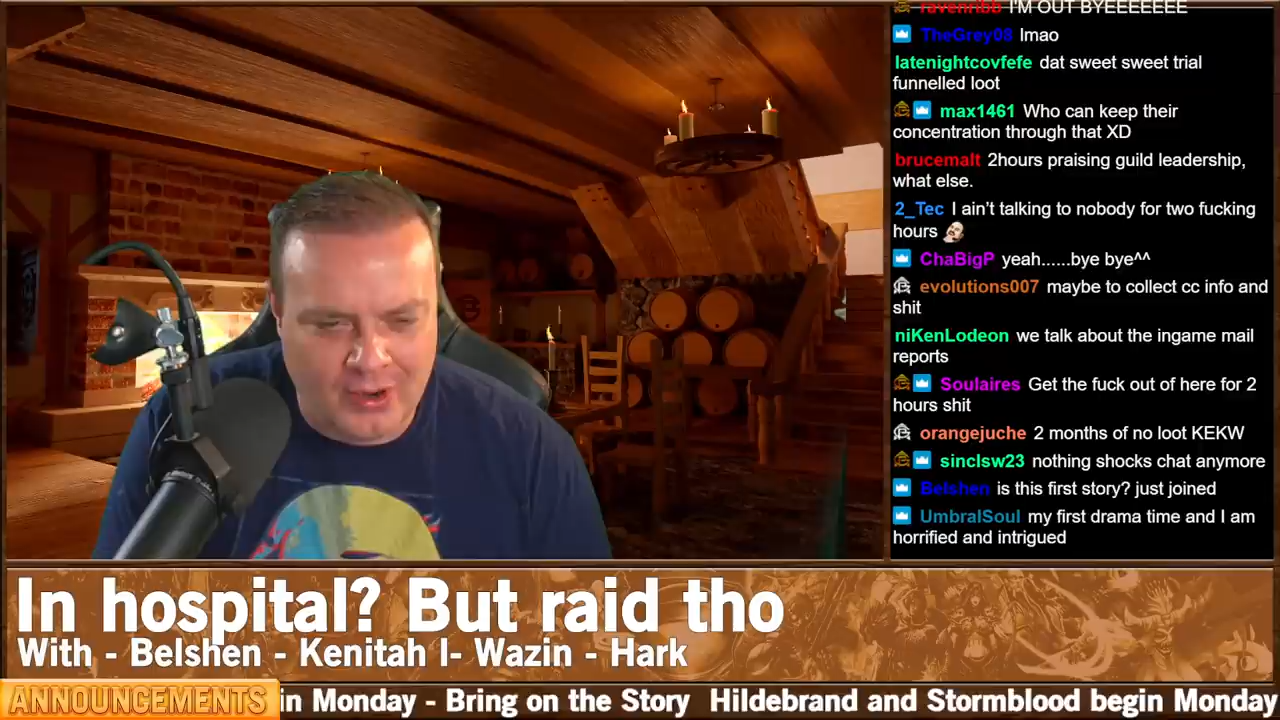 ravenribb I'M OUT BYEEEEEEE
TheGrey08 lmao
latenightcovfefe dat sweet sweet trial
funnelled loot
max1461 Who can keep their
concentration through that XD
brucemalt 2hours praising guild leadership,
what else.
2_Tec I ain't talking to nobody for two fucking
hours
ChaBigP yeah......bye bye^^
evolutions007 maybe to collect cc info and
shit
niKenLodeon we talk about the ingame mail
reports
Soulaires Get the fuck out of here for 2
hours shit
orangejuche 2 months of no loot KEKW
sinclsw23 nothing shocks chat anymore
Belshen is this first story? just joined
UmbralSoul my first drama time and I am
horrified and intrigued
In hospital? But raid tho
With - Belshen - Kenitah I- Wazin - Hark
ANNOUNCEMENTS in Monday - Bring on the Story Hildebrand and Stormblood begin Monday